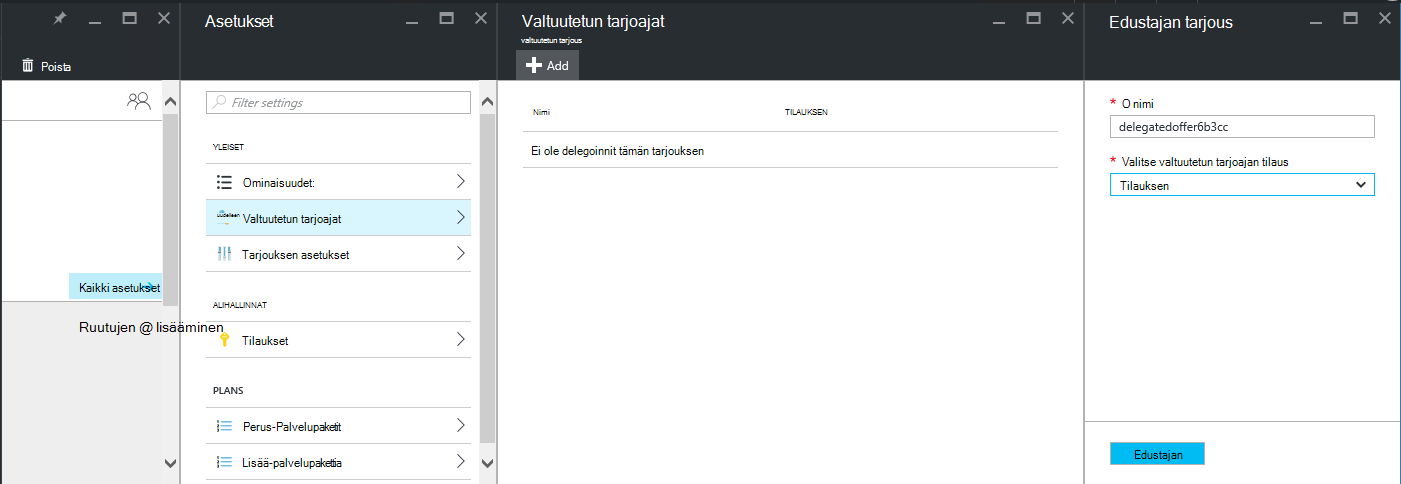 Poista
Kaikki asetukset
Ruutujen @ lisääminen
Asetukset
Filter settings
YLEISET
Ominaisuudet:
uudelleen
Valtuutetun tarjoajat
Tarjouksen asetukset
ALIHALLINNAT
Tilaukset
PLANS
Perus-Palvelupaketit
Lisää-palvelupakettia
Valtuutetun tarjoajat
valtuutetun tarjous
Add
Nimi TILAUKSEN
Ei ole delegoinnit tämän tarjouksen
Edustajan tarjous
* O nimi
delegatedoffer6b3cc
* Valitse valtuutetun tarjoajan tilaus
Tilauksen
Edustajan